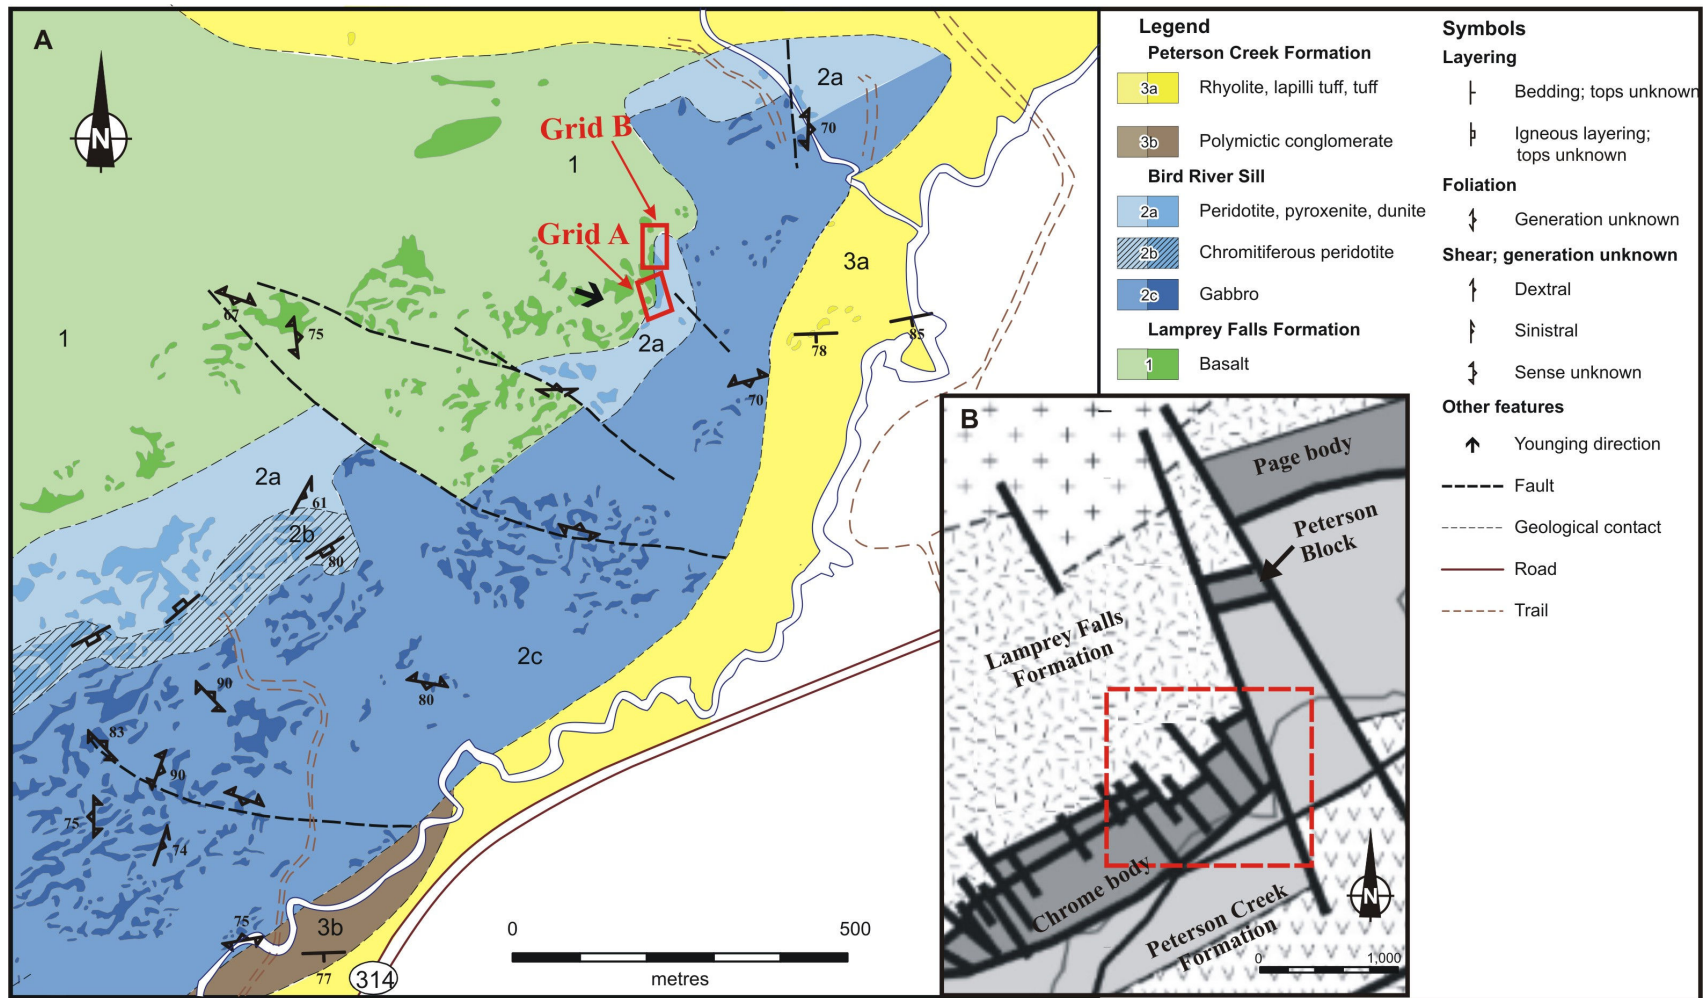 A
N
Grid B
Grid A
1
1
2a
70
3a
67
75
2a
78
85
70
2a
61
2b
80
2c
90
80
83
90
75
74
75
3b
77
314
0 500
metres
Legend
Peterson Creek Formation
3a Rhyolite, lapilli tuff, tuff
3b Polymictic conglomerate
Bird River Sill
2a Peridotite, pyroxenite, dunite
2b Chromitiferous peridotite
2c Gabbro
Lamprey Falls Formation
1 Basalt
Symbols
Layering
Bedding; tops unknown
Igneous layering;
tops unknown
Foliation
Generation unknown
Shear; generation unknown
Dextral
Sinistral
Sense unknown
Other features
Younging direction
Fault
Geological contact
Road
Trail
B
Page body
Peterson
Block
Lamprey Falls
Formation
Chrome body
Peterson Creek
Formation
N
0 1,000